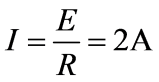 I = E/R = 2A